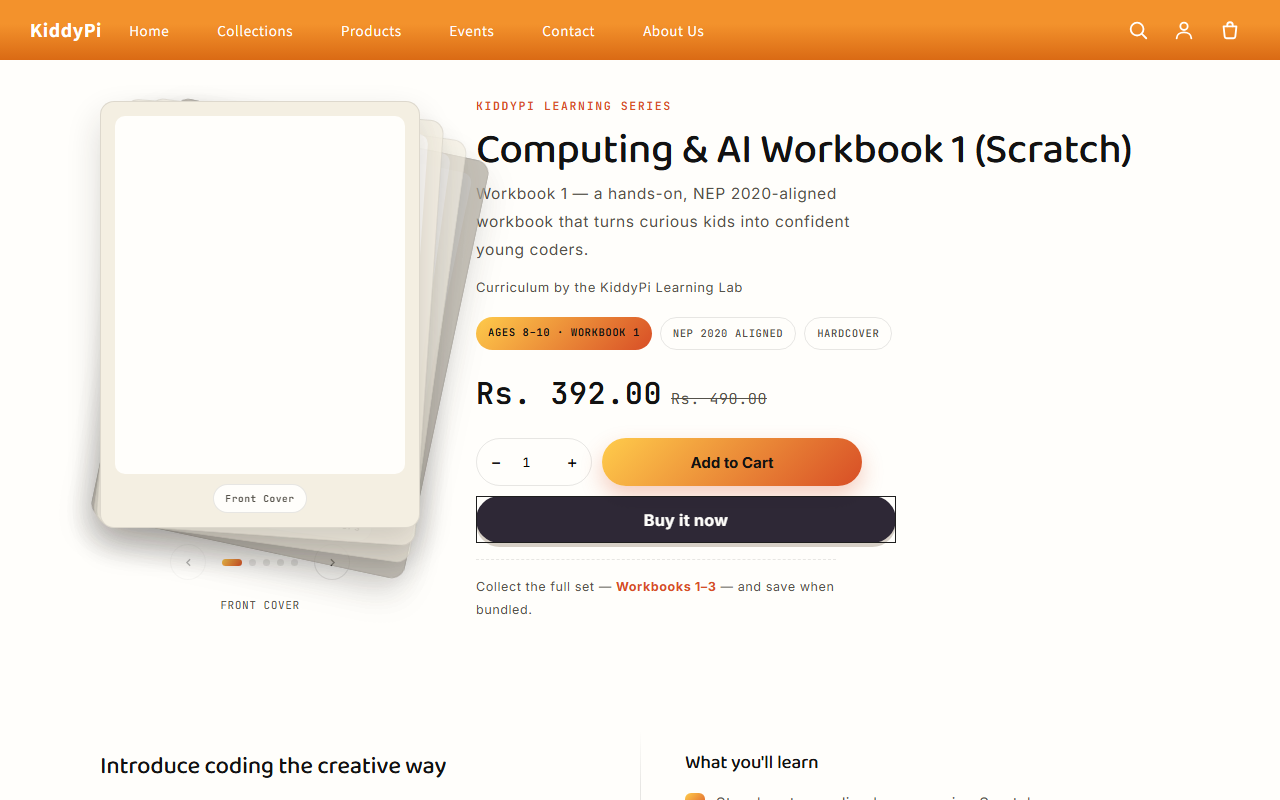 KiddyPi Home Collections Products Events Contact About Us
KIDDYPI LEARNING SERIES
Computing & AI Workbook 1 (Scratch)
Workbook 1 — a hands-on, NEP 2020-aligned
workbook that turns curious kids into confident
young coders.
Curriculum by the KiddyPi Learning Lab
AGES 8–10 · WORKBOOK 1 NEP 2020 ALIGNED HARDCOVER
Rs. 392.00 Rs. 490.00
− 1 + Add to Cart
Front Cover
Buy it now
‹ ›
Collect the full set — Workbooks 1–3 — and save when
bundled.
FRONT COVER
Introduce coding the creative way
What you'll learn